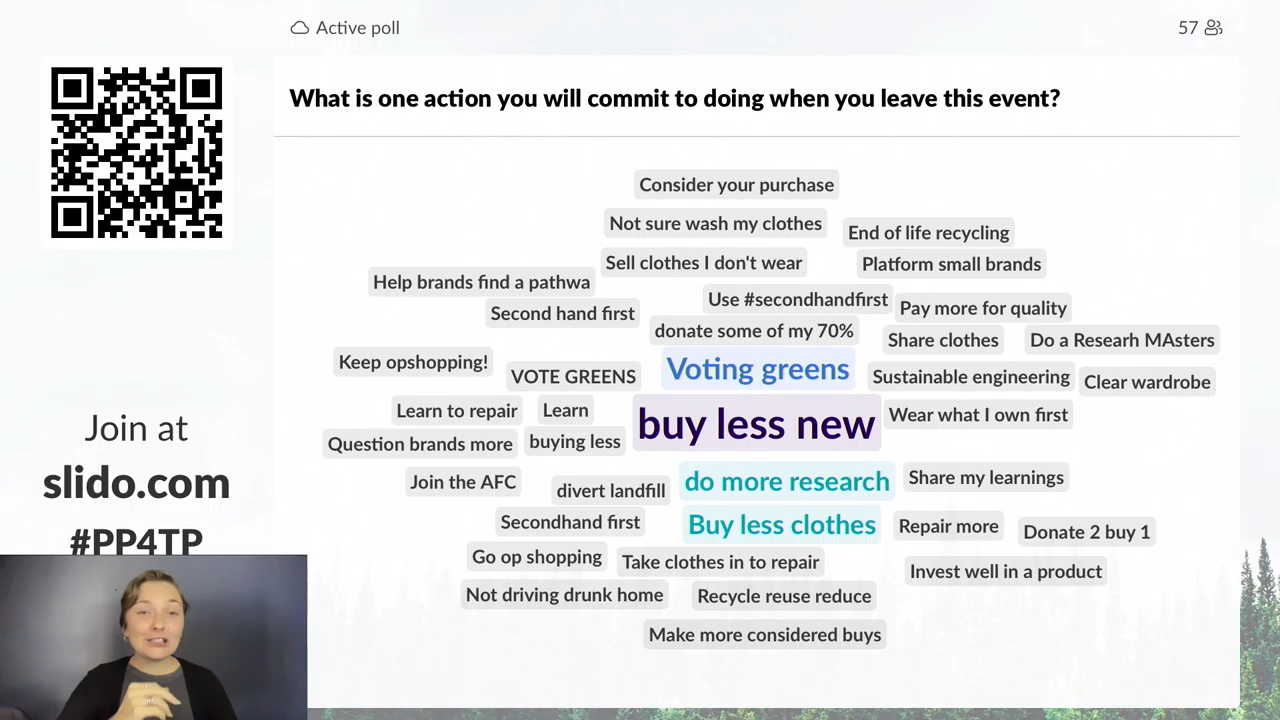 Active poll
57
What is one action you will commit to doing when you leave this event?
Consider your purchase
Not sure wash my clothes
End of life recycling
Sell clothes I don't wear
Platform small brands
Help brands find a pathwa
Use #secondhandfirst
Pay more for quality
Second hand first
donate some of my 70%
Share clothes
Do a Researh MAsters
Keep opshopping!
VOTE GREENS
Voting greens
Sustainable engineering
Clear wardrobe
Learn to repair
Learn
buy less new
Wear what I own first
Question brands more
buying less
Join the AFC
divert landfill
do more research
Share my learnings
Secondhand first
Buy less clothes
Repair more
Donate 2 buy 1
Go op shopping
Take clothes in to repair
Invest well in a product
Not driving drunk home
Recycle reuse reduce
Make more considered buys
Join at
slido.com
#PP4TP